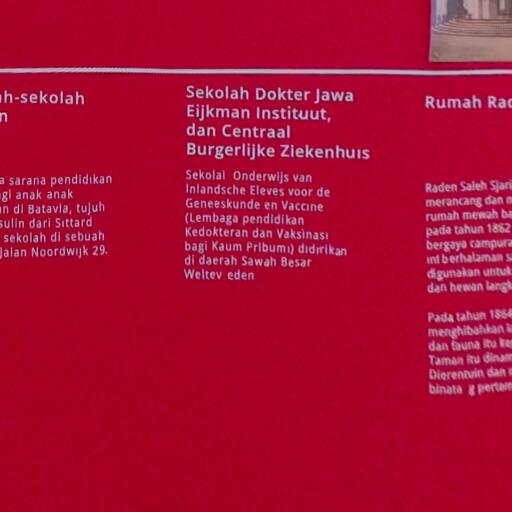 ah-sekolah
n
a sarana pendidikan
gi anak anak
n di Batavia, tujuh
sulin dari Sittard
sekolah di sebuah
Jalan Noordwijk 29.
Sekolah Dokter Jawa
Eijkman Instituut,
dan Centraal
Burgerlijke Ziekenhuis
Sekolal Onderwijs van
Inlandsche Eleves voor de
Geneeskunde en Vaccine
(Lembaga pendidikan
Kedokteran dan Vaksinasi
bagi Kaum Pribumi) didirikan
di daerah Sawah Besar
Weltev eden
Rumah Rad
Raden Saleh Sjari
merancang dan m
rumah mewah ba
pada tahun 1862
bergaya campura
ini berhalaman s
digunakan untuk
dan hewan langk
Pada tahun 1864
menghibahkan l
dan fauna itu ke
Taman itu dinam
Dierentuin dan
binata g pertam